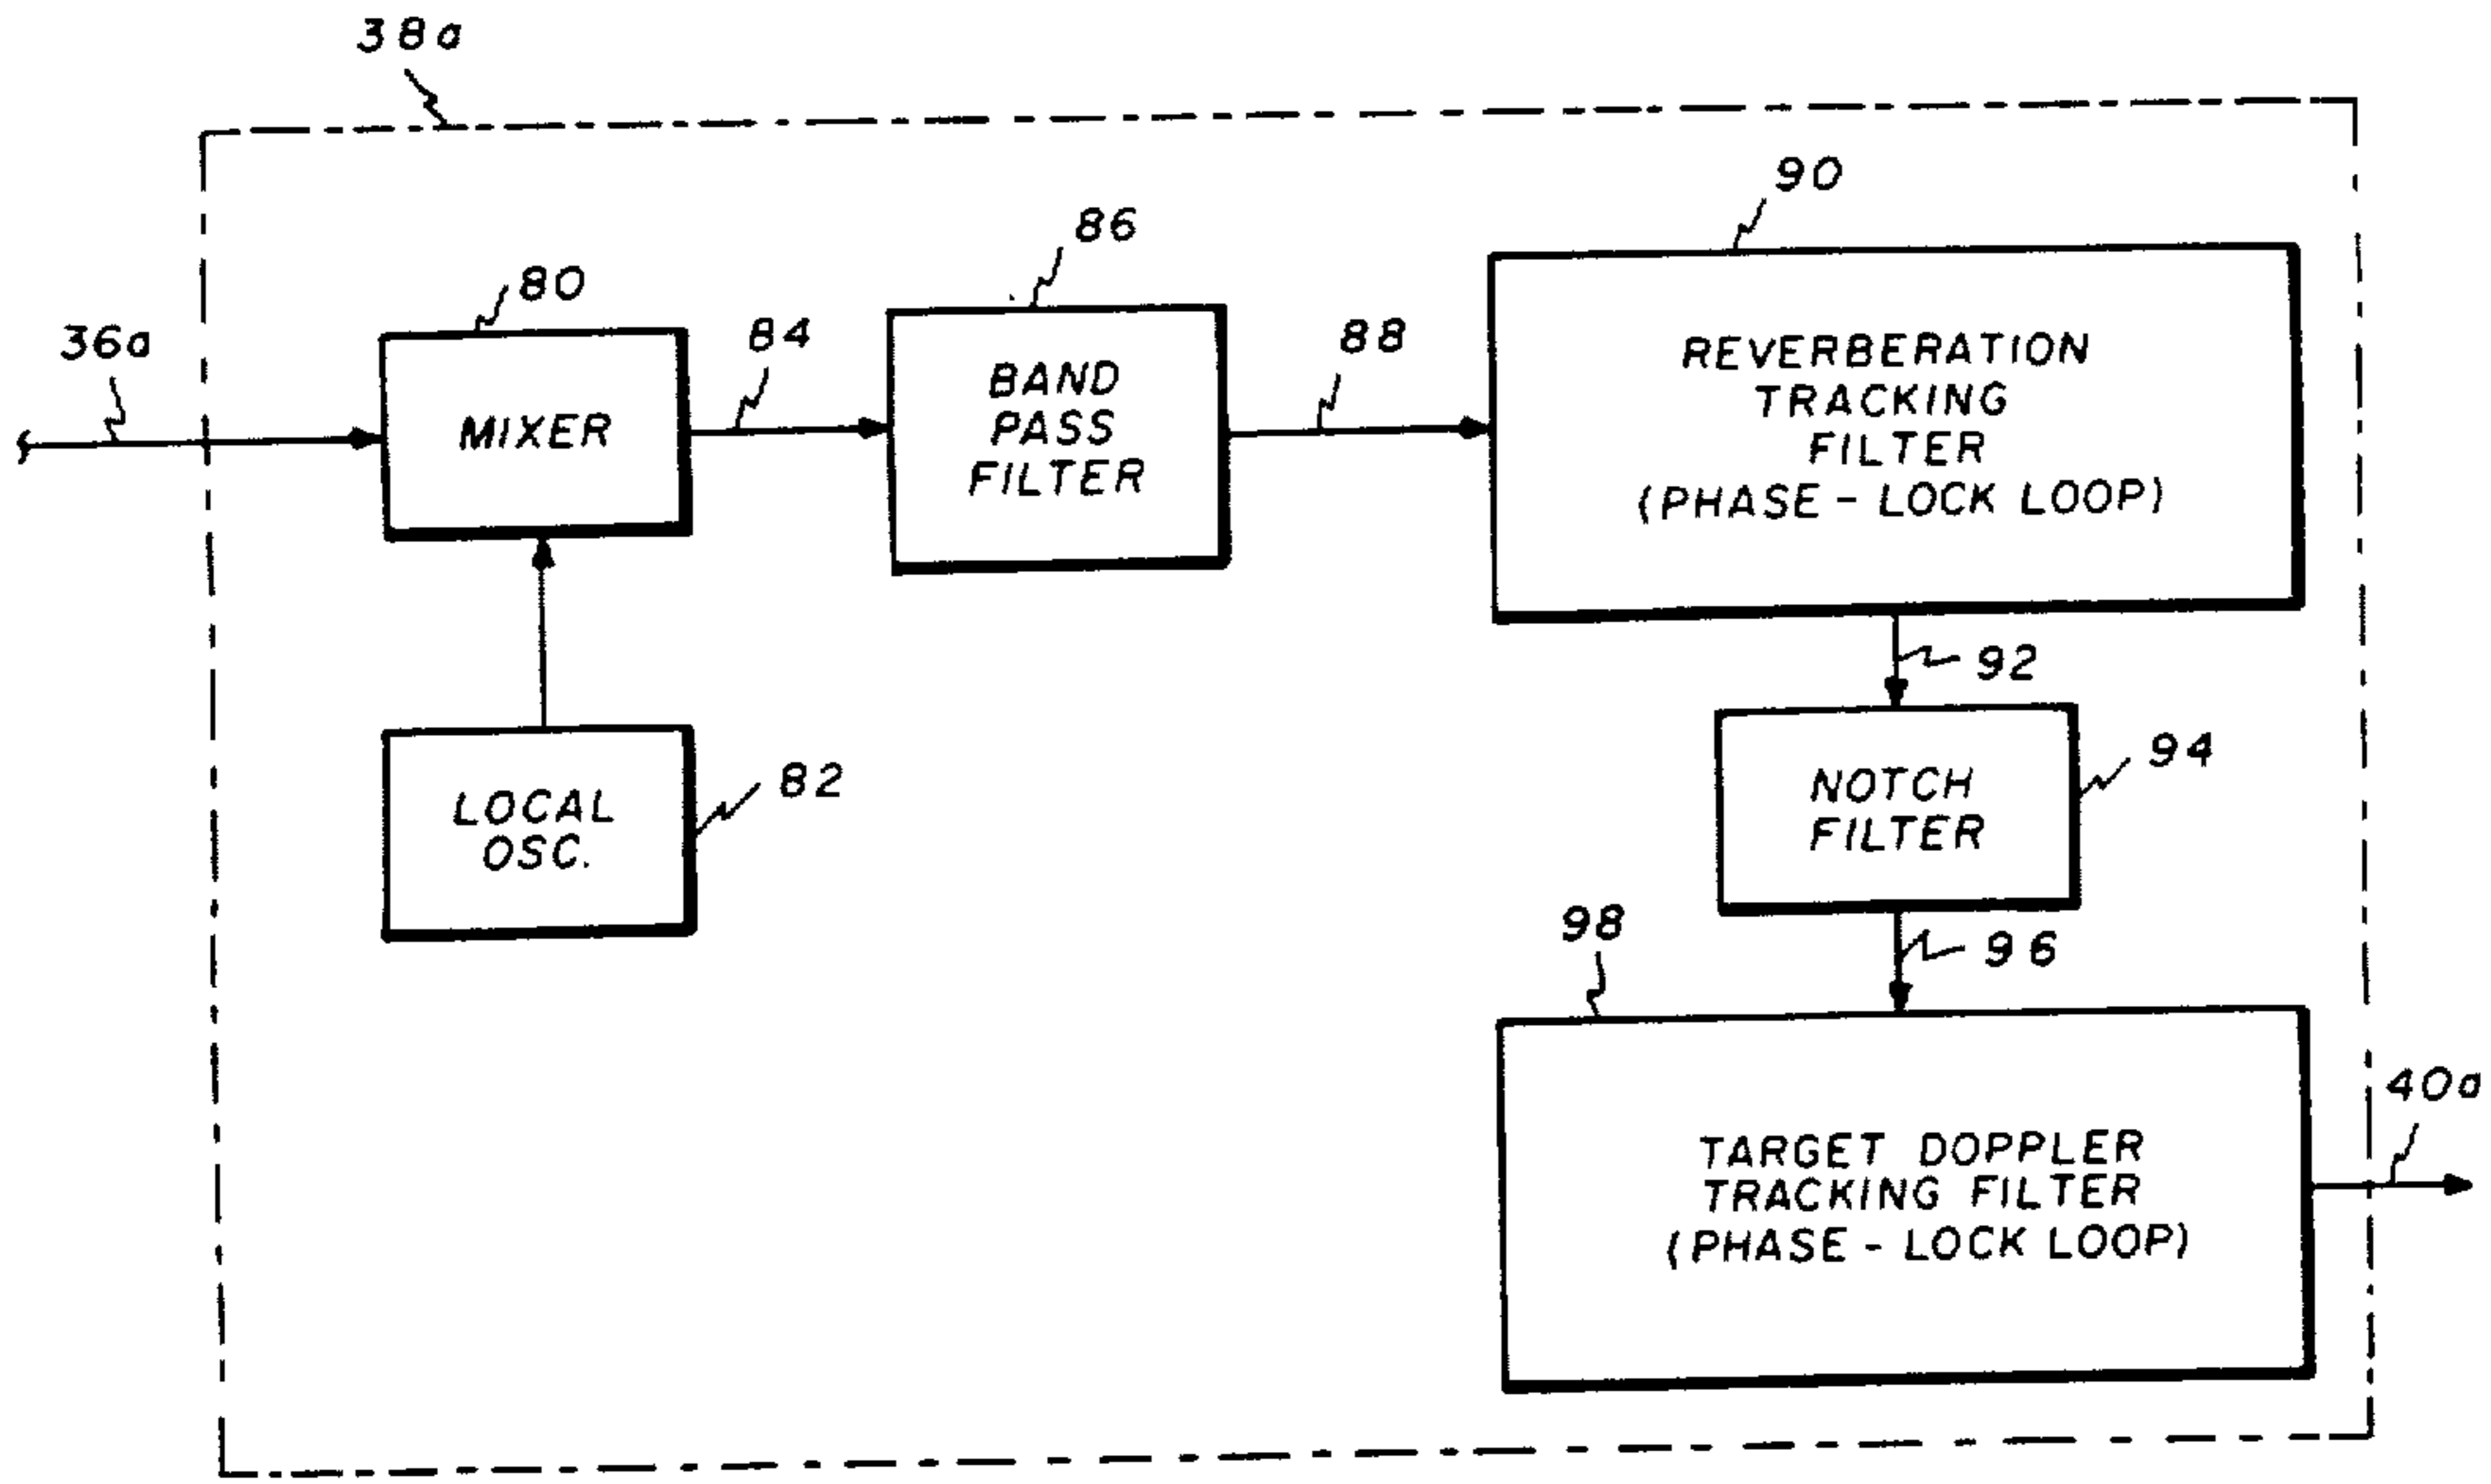 38a
90
86
80
84
88
36a
MIXER
BAND
PASS
FILTER
REVERBERATION
TRACKING
FILTER
(PHASE - LOCK LOOP)
92
LOCAL
OSC.
82
NOTCH
FILTER
94
98
96
TARGET DOPPLER
TRACKING FILTER
(PHASE - LOCK LOOP)
40a